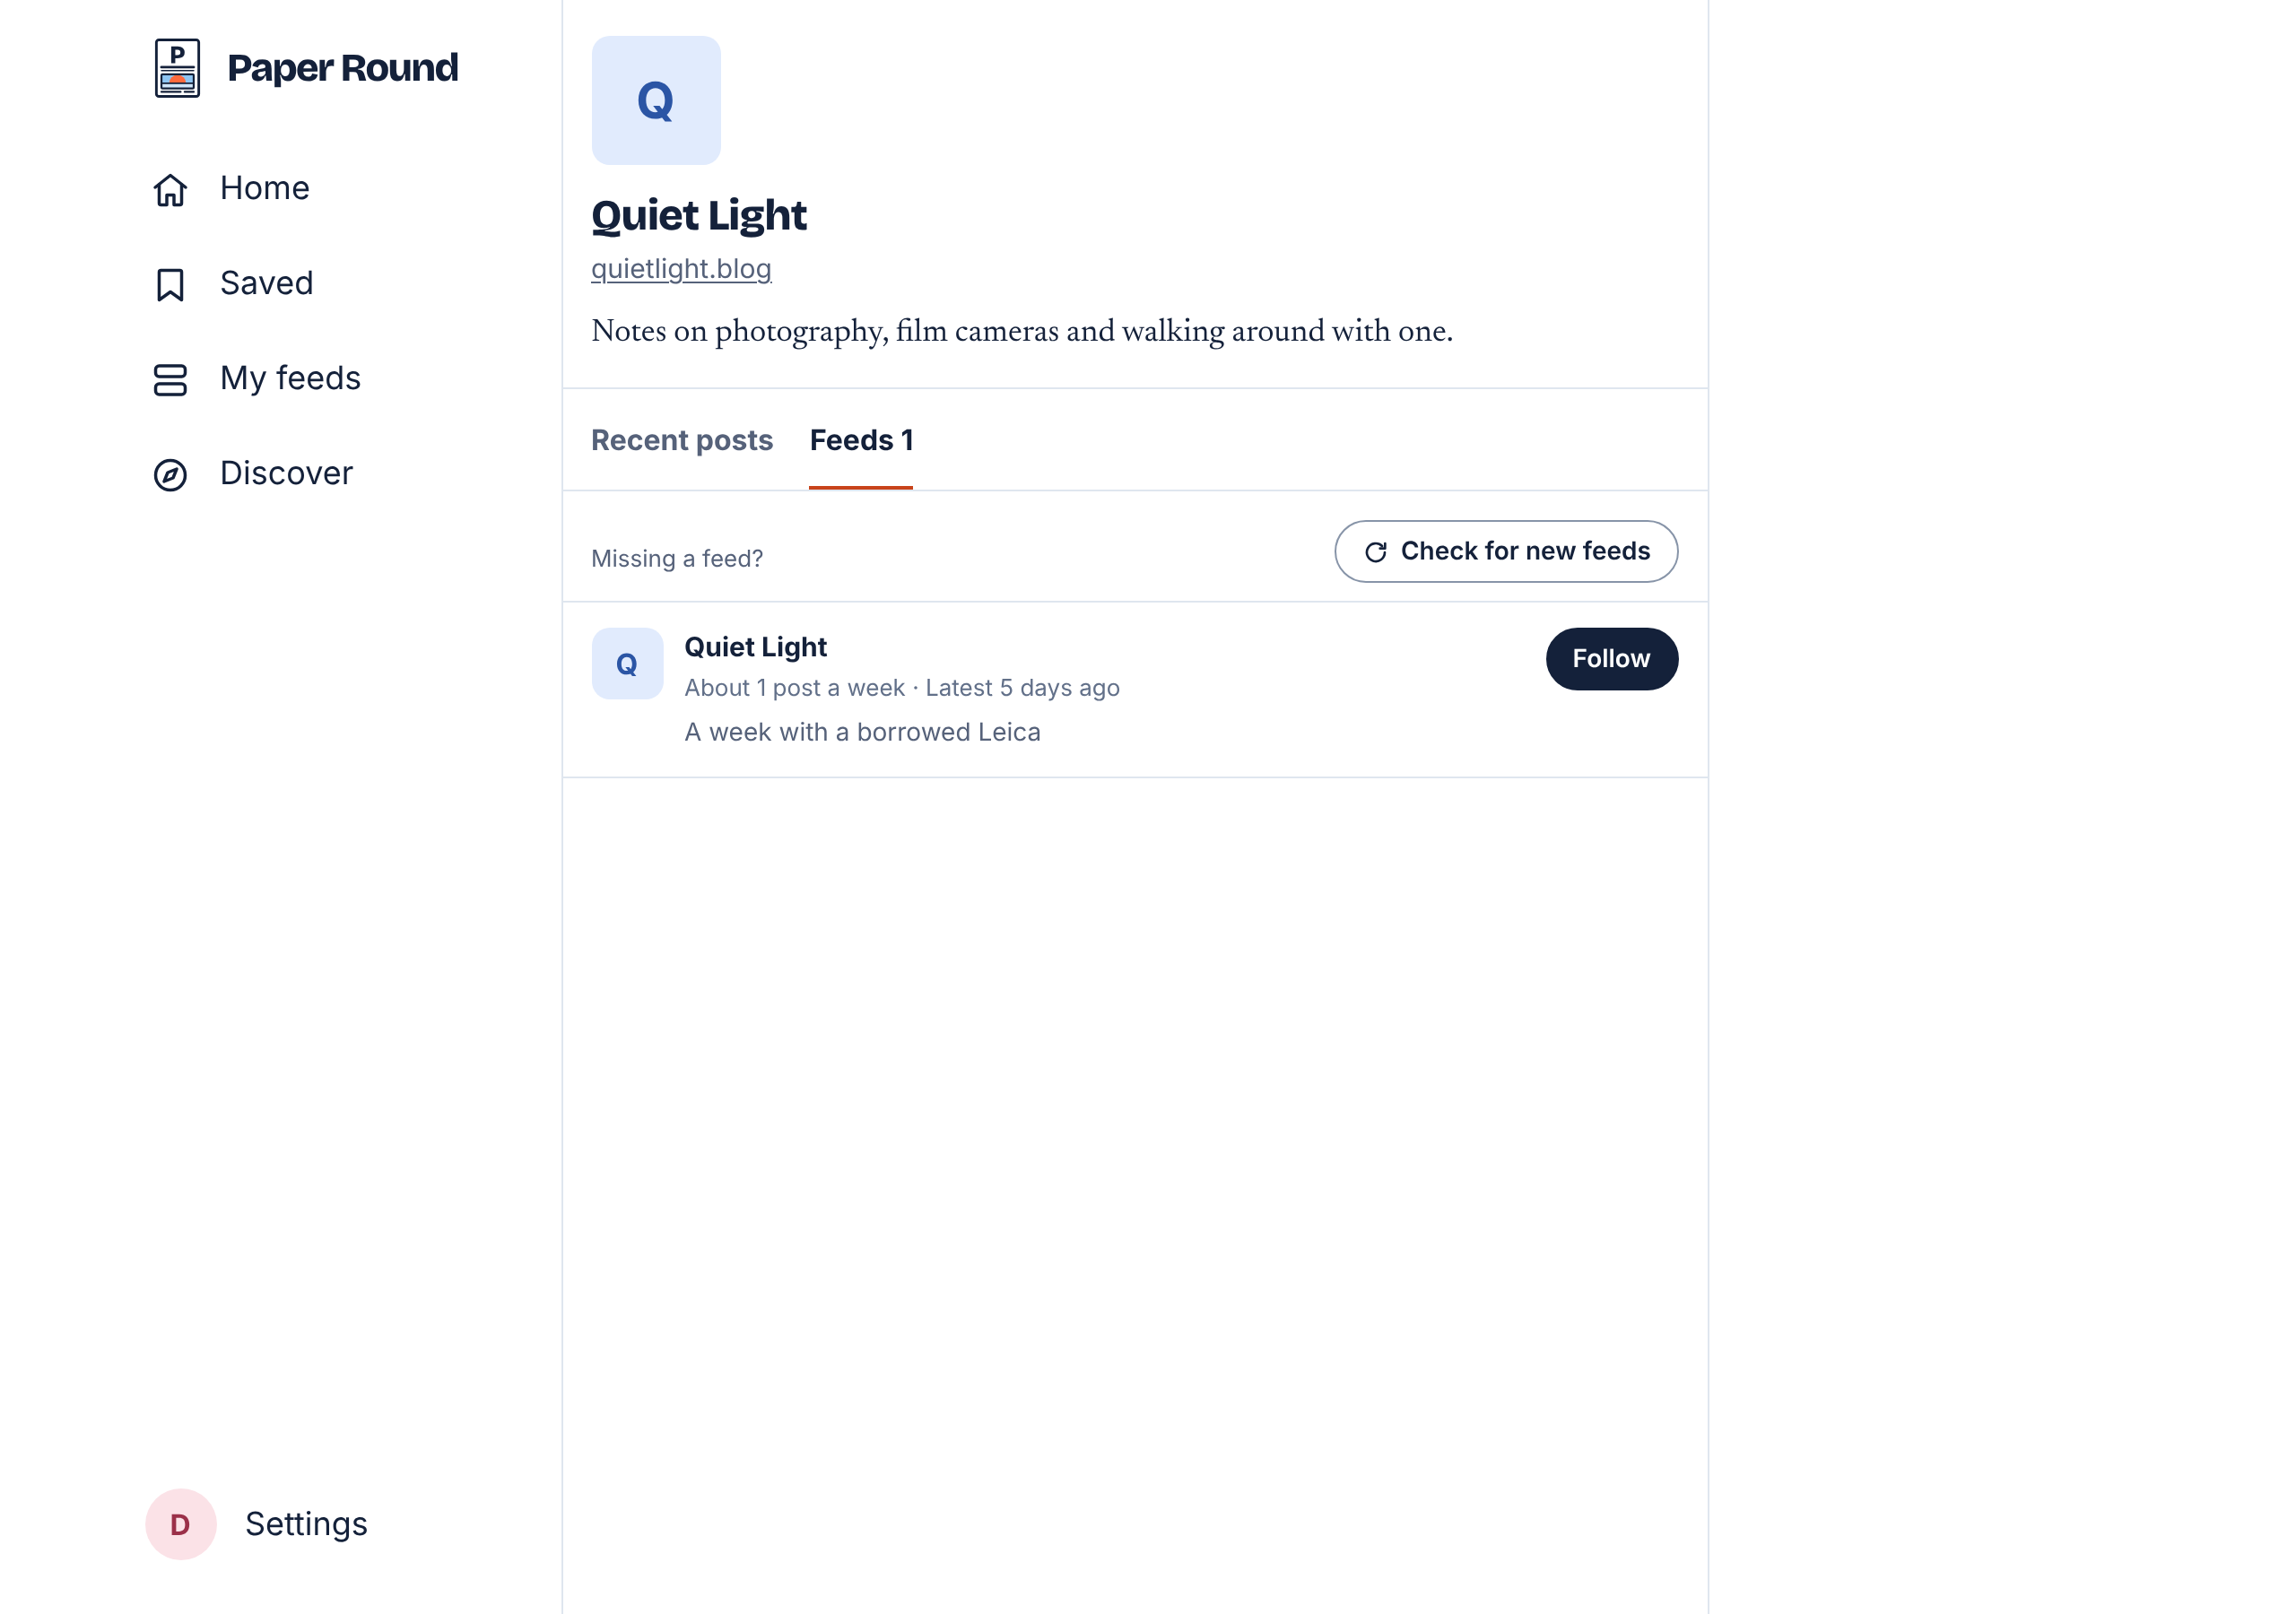 P
Paper Round
Home
Saved
My feeds
Discover
D
Settings
Q
Quiet Light
quietlight.blog
Notes on photography, film cameras and walking around with one.
Recent posts
Feeds 1
Missing a feed?
Check for new feeds
Q
Quiet Light
About 1 post a week · Latest 5 days ago
A week with a borrowed Leica
Follow